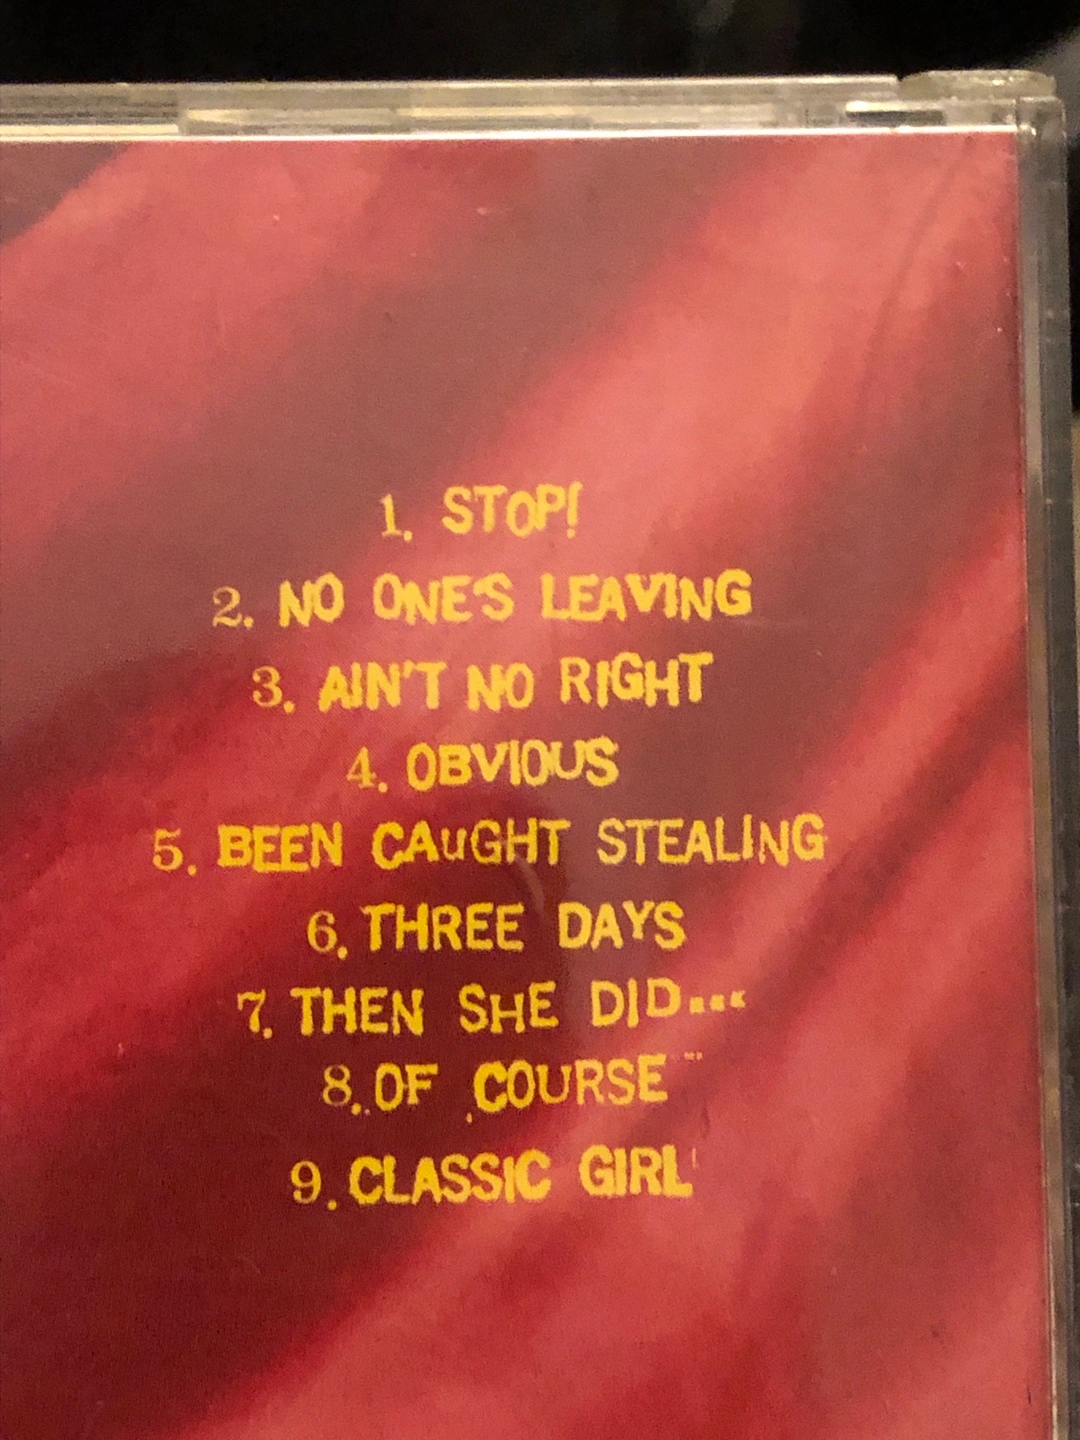 1. STOP!
2. NO ONE'S LEAVING
3. AIN'T NO RIGHT
4. OBVIOUS
5. BEEN CAuGHT STEALING
6. THREE DAYS
7. THEN SHE DID...
8. OF COURSE
9. CLASSIC GIRL